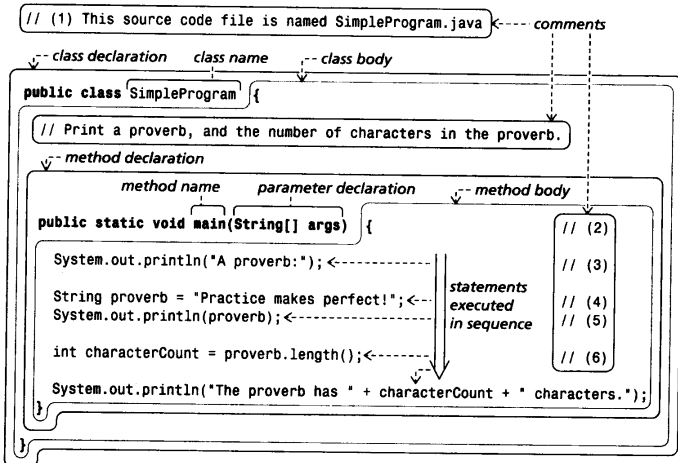 // (1) This source code file is named SimpleProgram.java comments
class declaration class name class body
public class SimpleProgram {
// Print a proverb, and the number of characters in the proverb.
method declaration
method name parameter declaration method body
public static void main(String[] args) { // (2)
System.out.println("A proverb:"); // (3)
statements
executed
in sequence
String proverb = "Practice makes perfect!"; // (4)
System.out.println(proverb); // (5)
int characterCount = proverb.length(); // (6)
System.out.println("The proverb has " + characterCount + " characters.");
}
}